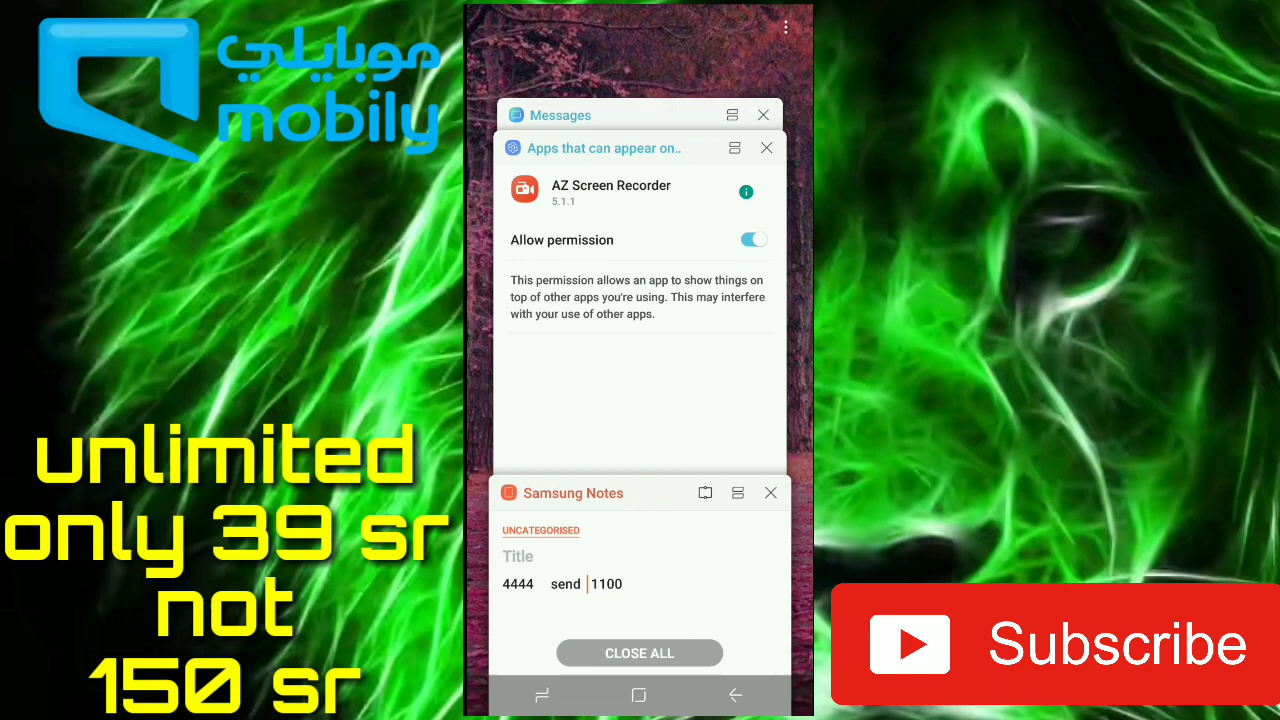 موبايلي
mobily
unlimited
only 39 sr
not
150 sr
Messages
Apps that can appear on..
AZ Screen Recorder
5.1.1
Allow permission
This permission allows an app to show things on
top of other apps you're using. This may interfere
with your use of other apps.
Samsung Notes
UNCATEGORISED
Title
4444 send 1100
CLOSE ALL
Subscribe